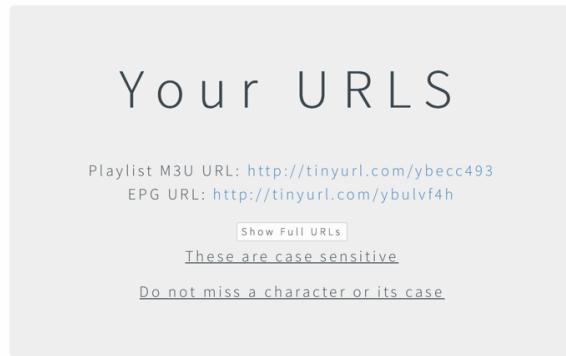 Your URLS
Playlist M3U URL: http://tinyurl.com/ybecc493
EPG URL: http://tinyurl.com/ybulvf4h
Show Full URLs
These are case sensitive
Do not miss a character or its case